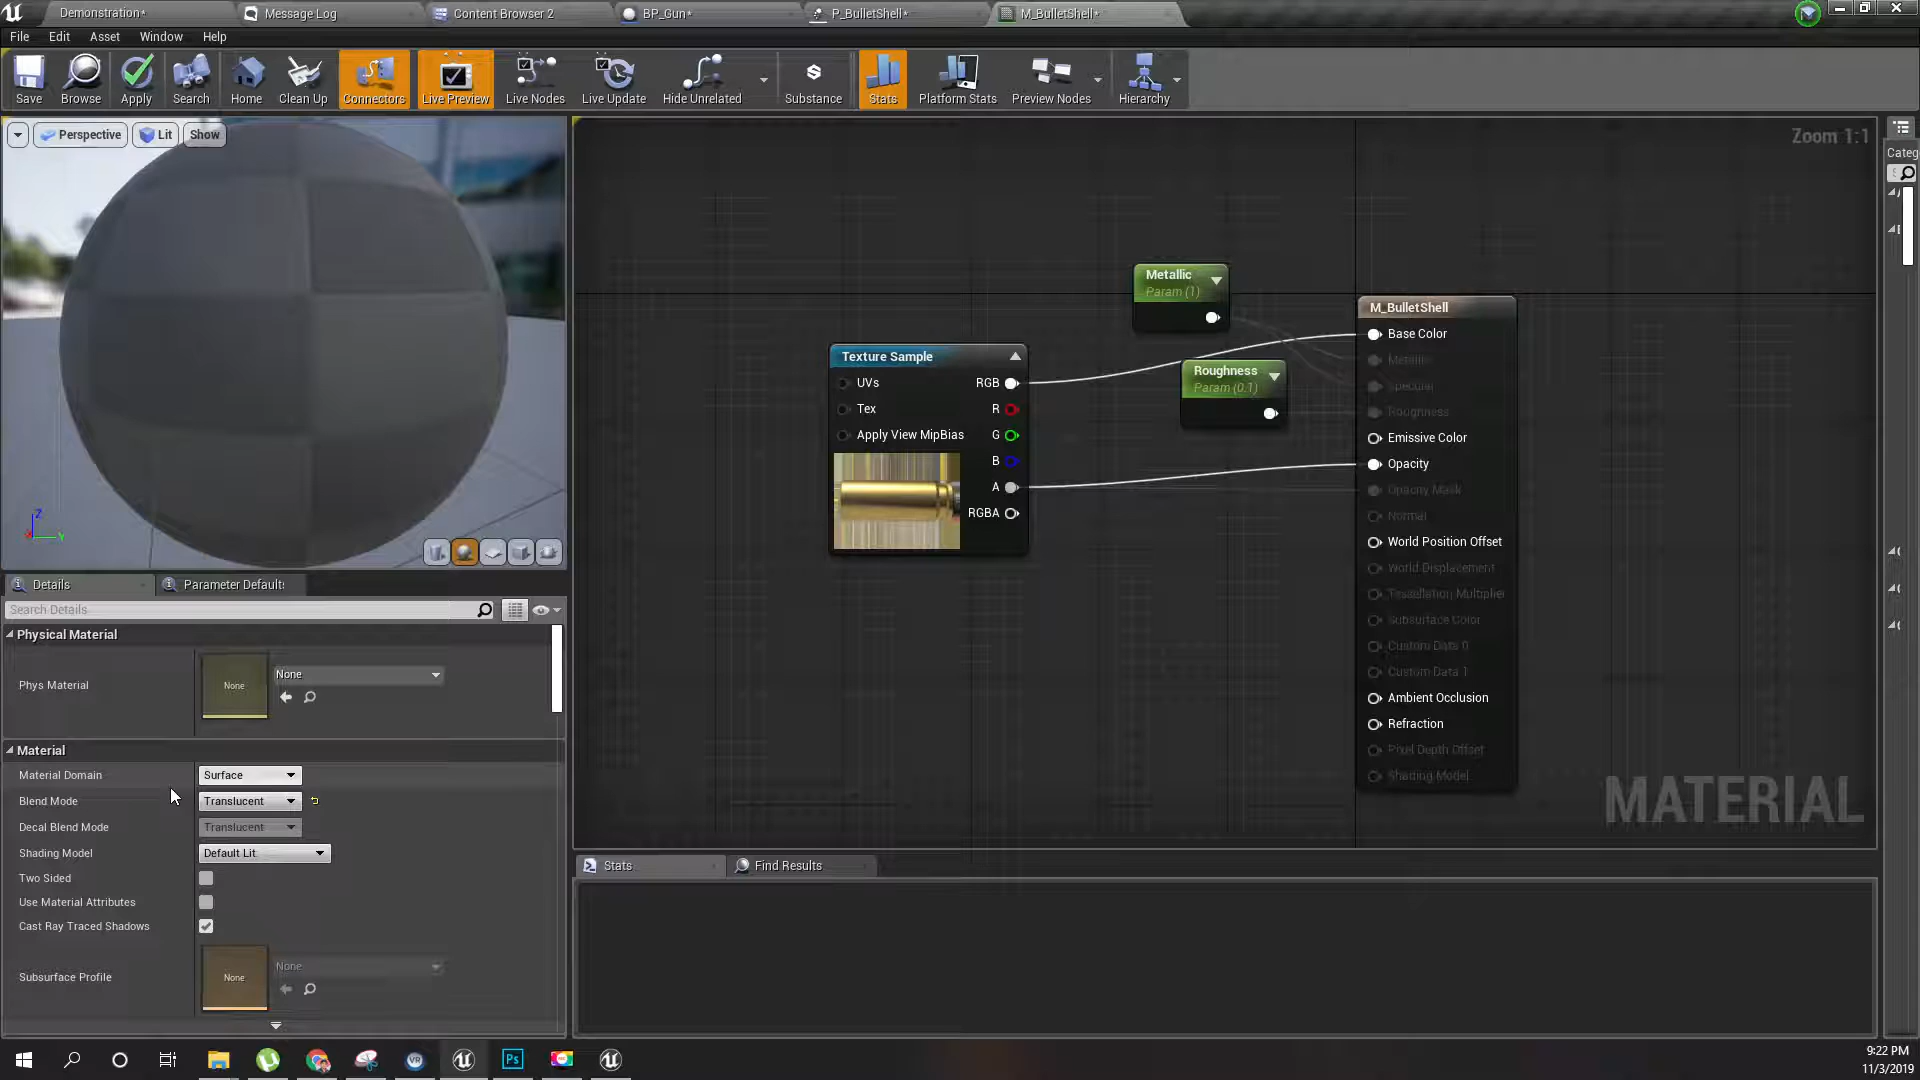 Demonstration*
Message Log
Content Browser 2
BP_Gun*
P_BulletShell*
M_BulletShell*
File
Edit
Asset
Window
Help
Save
Browse
Apply
Search
Home
Clean Up
Connectors
Live Preview
Live Nodes
Live Update
Hide Unrelated
Substance
Stats
Platform Stats
Preview Nodes
Hierarchy
Perspective
Lit
Show
Zoom 1:1
Categ
Metallic
Param (1)
M_BulletShell
Base Color
Metallic
Specular
Roughness
Emissive Color
Opacity
Opacity Mask
Normal
World Position Offset
World Displacement
Tessellation Multiplier
Subsurface Color
Custom Data 0
Custom Data 1
Ambient Occlusion
Refraction
Pixel Depth Offset
Shading Model
Texture Sample
UVs
RGB
Tex
R
Apply View MipBias
G
B
A
RGBA
Roughness
Param (0.1)
Z
Y
MATERIAL
Details
Parameter Defaults
Search Details
Physical Material
Phys Material
None
None
Material
Material Domain
Surface
Blend Mode
Translucent
Decal Blend Mode
Translucent
Shading Model
Default Lit
Two Sided
Use Material Attributes
Cast Ray Traced Shadows
Subsurface Profile
None
None
Stats
Find Results
Ps
9:22 PM
11/3/2019